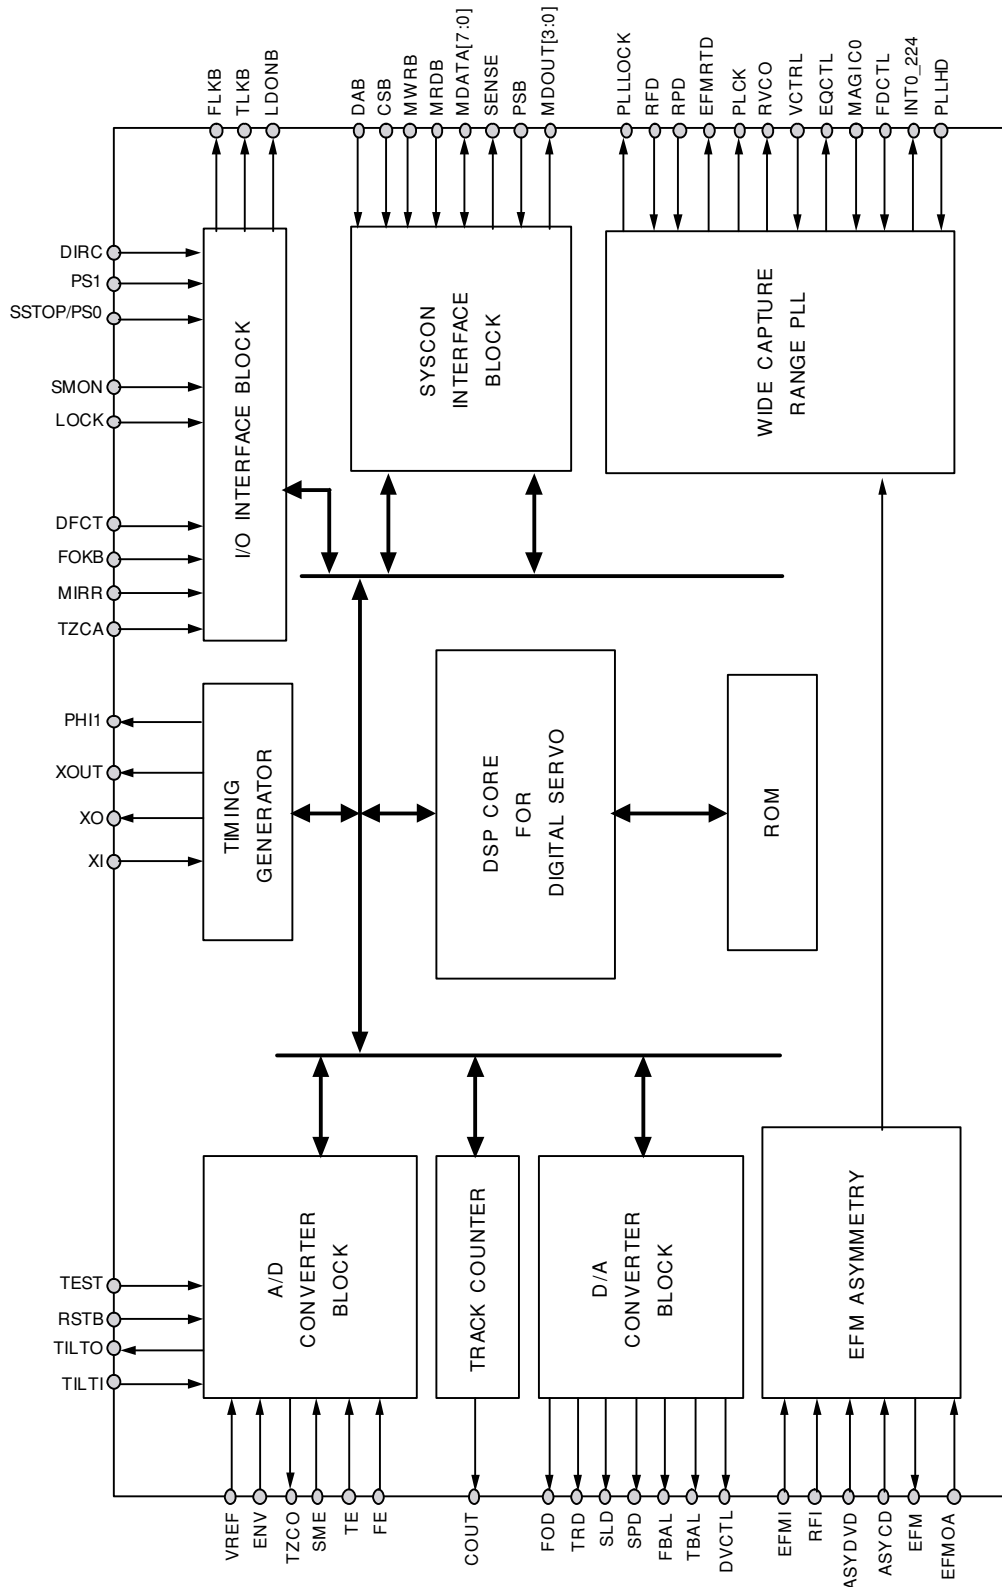 FLKB
TLKB
LDONB
DAB
CSB
MWRB
MRDB
MDATA[7:0]
SENSE
PSB
MDOUT[3:0]
PLLLOCK
RFD
RPD
EFMRTD
PLCK
RVCO
VCTRL
EQCTL
MAGIC0
FDCTL
INT0_224
PLLHD
DIRC
PS1
SSTOP/PS0
SMON
LOCK
DFCT
FOKB
MIRR
TZCA
PHI1
XOUT
XO
XI
TEST
RSTB
TILTO
TILTI
I/O INTERFACE BLOCK
SYSCON
INTERFACE
BLOCK
WIDE CAPTURE
RANGE PLL
TIMING
GENERATOR
DSP CORE
FOR
DIGITAL SERVO
ROM
A/D
CONVERTER
BLOCK
TRACK COUNTER
D/A
CONVERTER
BLOCK
EFM ASYMMETRY
VREF
ENV
TZCO
SME
TE
FE
COUT
FOD
TRD
SLD
SPD
FBAL
TBAL
DVCTL
EFMI
RFI
ASYDVD
ASYCD
EFM
EFMOA